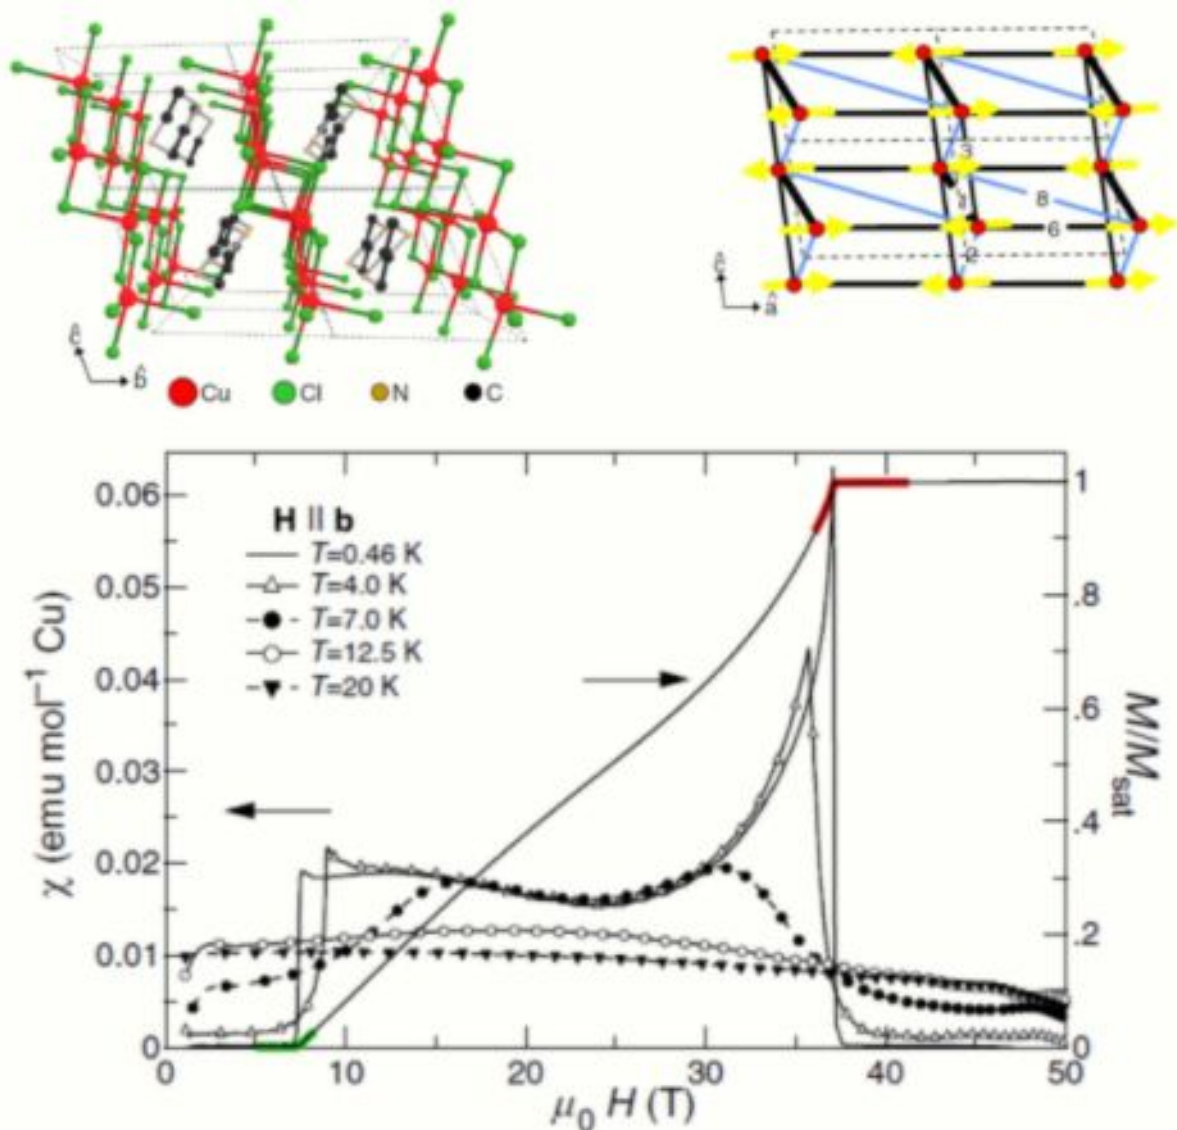 ĉ
b̂
Cu
Cl
N
C
3
1
8
6
2
ĉ
â
H || b
T=0.46 K
T=4.0 K
T=7.0 K
T=12.5 K
T=20 K
χ (emu mol⁻¹ Cu)
0.06
0.05
0.04
0.03
0.02
0.01
0
M/M_sat
1
.8
.6
.4
.2
0
0
10
20
30
40
50
μ₀ H (T)